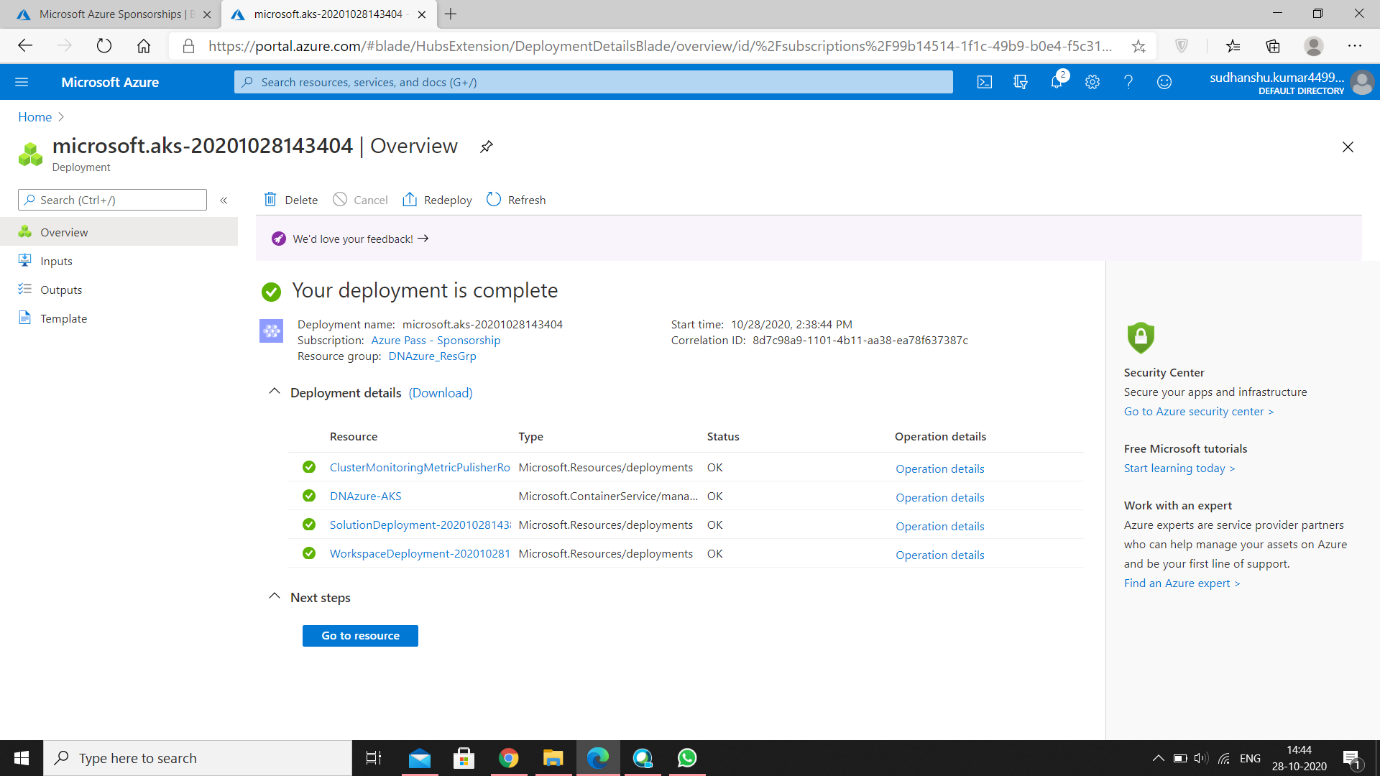 Microsoft Azure Sponsorships | E
microsoft.aks-20201028143404 -
https://portal.azure.com/#blade/HubsExtension/DeploymentDetailsBlade/overview/id/%2Fsubscriptions%2F99b14514-1f1c-49b9-b0e4-f5c31...
Microsoft Azure
Search resources, services, and docs (G+/)
2
sudhanshu.kumar4499...
DEFAULT DIRECTORY
Home
microsoft.aks-20201028143404 | Overview
Deployment
Search (Ctrl+/)
Delete
Cancel
Redeploy
Refresh
Overview
Inputs
Outputs
Template
We'd love your feedback! →
Your deployment is complete
Deployment name: microsoft.aks-20201028143404
Subscription: Azure Pass - Sponsorship
Resource group: DNAzure_ResGrp
Start time: 10/28/2020, 2:38:44 PM
Correlation ID: 8d7c98a9-1101-4b11-aa38-ea78f637387c
Deployment details (Download)
Resource Type Status Operation details
ClusterMonitoringMetricPulisherRo Microsoft.Resources/deployments OK Operation details
DNAzure-AKS Microsoft.ContainerService/mana... OK Operation details
SolutionDeployment-20201028143 Microsoft.Resources/deployments OK Operation details
WorkspaceDeployment-202010281 Microsoft.Resources/deployments OK Operation details
Next steps
Go to resource
Security Center
Secure your apps and infrastructure
Go to Azure security center >
Free Microsoft tutorials
Start learning today >
Work with an expert
Azure experts are service provider partners
who can help manage your assets on Azure
and be your first line of support.
Find an Azure expert >
Type here to search
ENG
14:44
28-10-2020
1